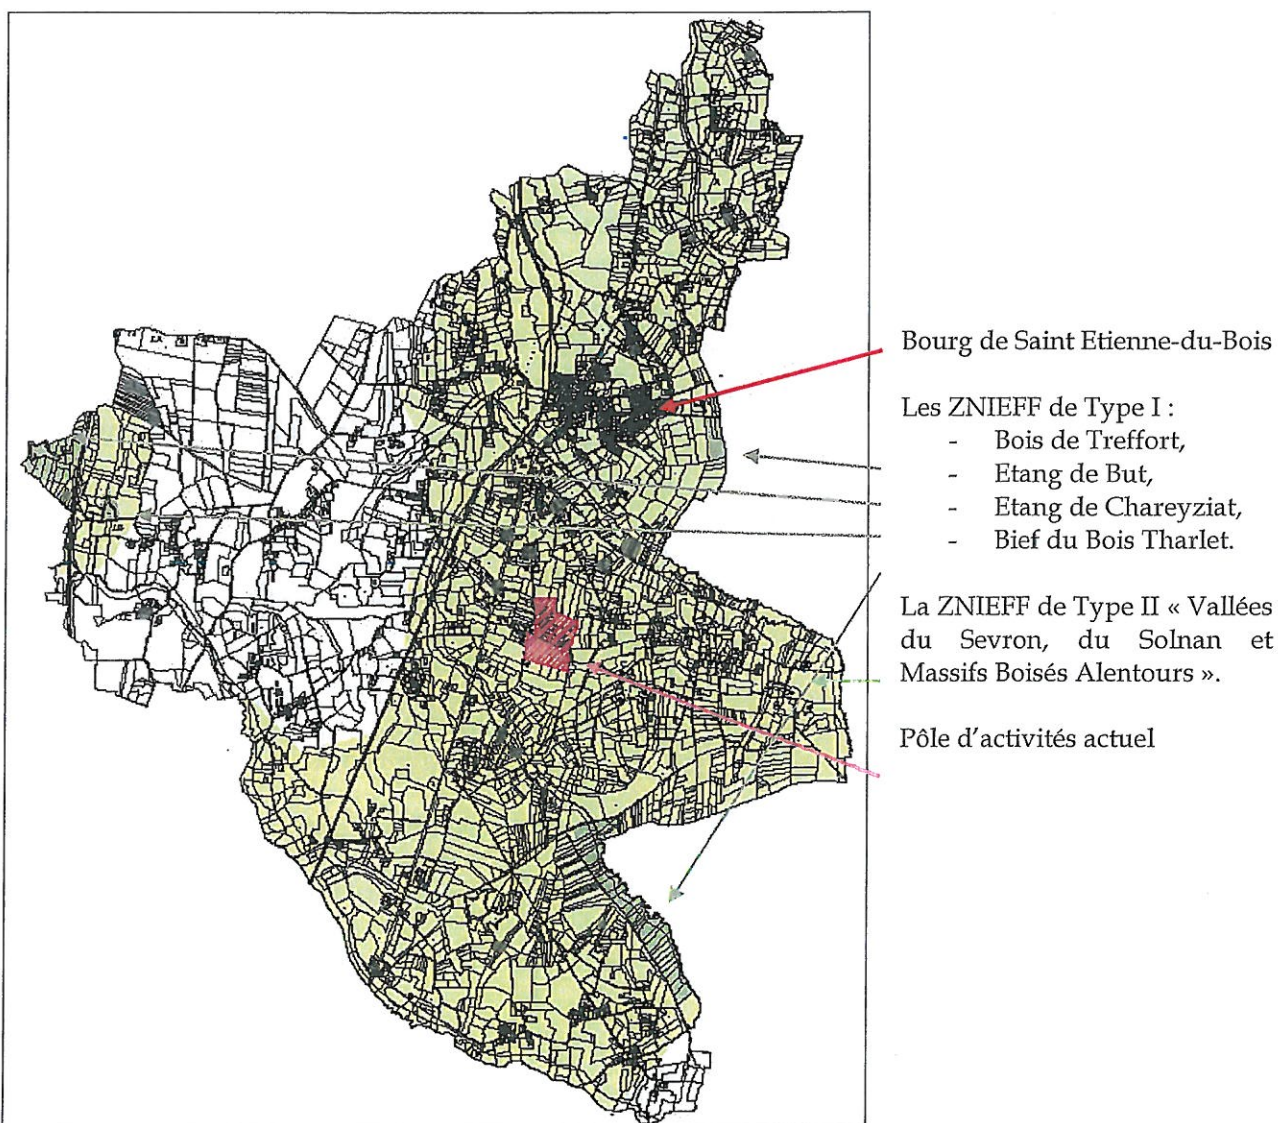 Bourg de Saint Etienne-du-Bois
Les ZNIEFF de Type I :
- Bois de Treffort,
- Etang de But,
- Etang de Chareyziat,
- Bief du Bois Tharlet.
La ZNIEFF de Type II « Vallées
du Sevron, du Solnan et
Massifs Boisés Alentours ».
Pôle d'activités actuel